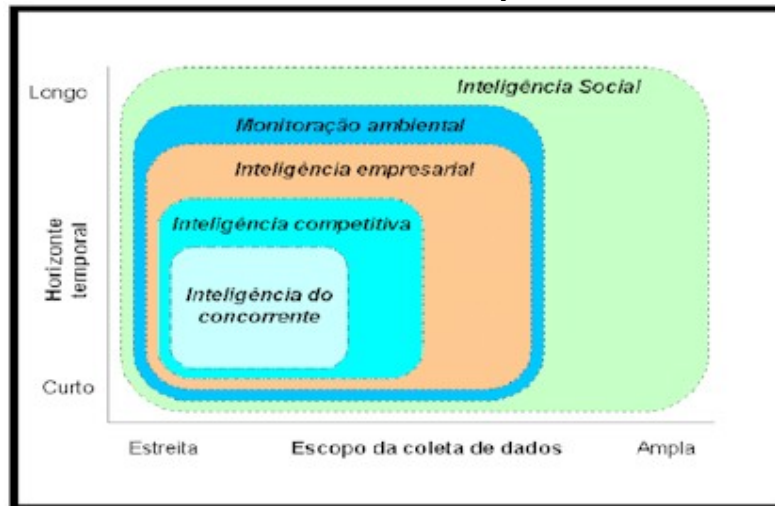 Longo
Inteligência Social
Monitoração ambiental
Inteligência empresarial
Inteligência competitiva
Inteligência do
concorrente
Horizonte
temporal
Curto
Estreita
Escopo da coleta de dados
Ampla